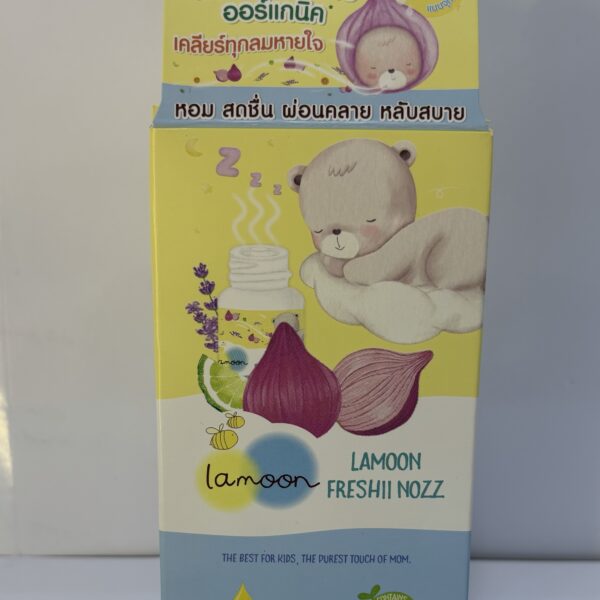 ออร์แกนิค
เคลียร์ทุกลมหายใจ
หอม สดชื่น ผ่อนคลาย หลับสบาย
Z Z Z
lamoon
lamoon
LAMOON
FRESHII NOZZ
THE BEST FOR KIDS, THE PUREST TOUCH OF MOM.
CONTAINS